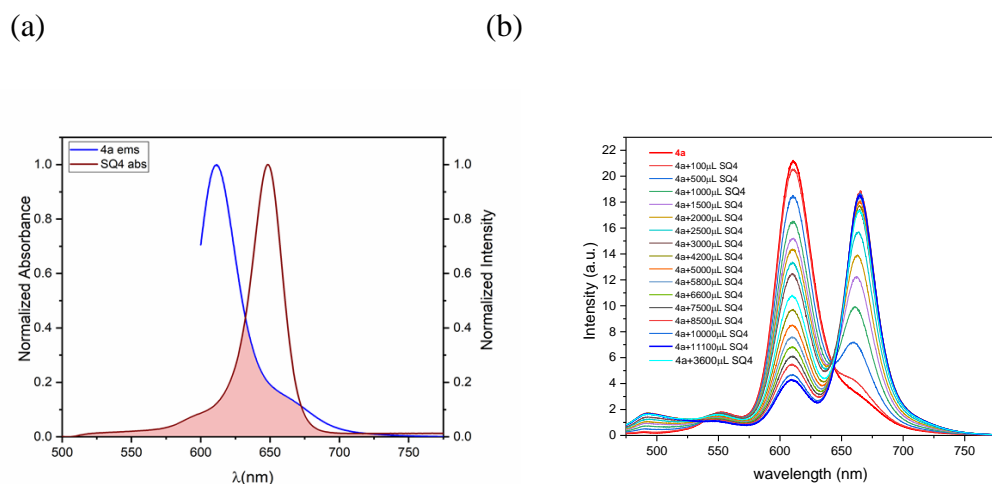 (a)
(b)
4a ems
SQ4 abs
1.0
0.8
0.6
0.4
0.2
0.0
Normalized Absorbance
500 550 600 650 700 750
λ(nm)
1.0
0.8
0.6
0.4
0.2
0.0
Normalized Intensity
22
20
18
16
14
12
10
8
6
4
2
0
Intensity (a.u.)
4a
4a+100μL SQ4
4a+500μL SQ4
4a+1000μL SQ4
4a+1500μL SQ4
4a+2000μL SQ4
4a+2500μL SQ4
4a+3000μL SQ4
4a+4200μL SQ4
4a+5000μL SQ4
4a+5800μL SQ4
4a+6600μL SQ4
4a+7500μL SQ4
4a+8500μL SQ4
4a+10000μL SQ4
4a+11100μL SQ4
4a+3600μL SQ4
500 550 600 650 700 750
wavelength (nm)